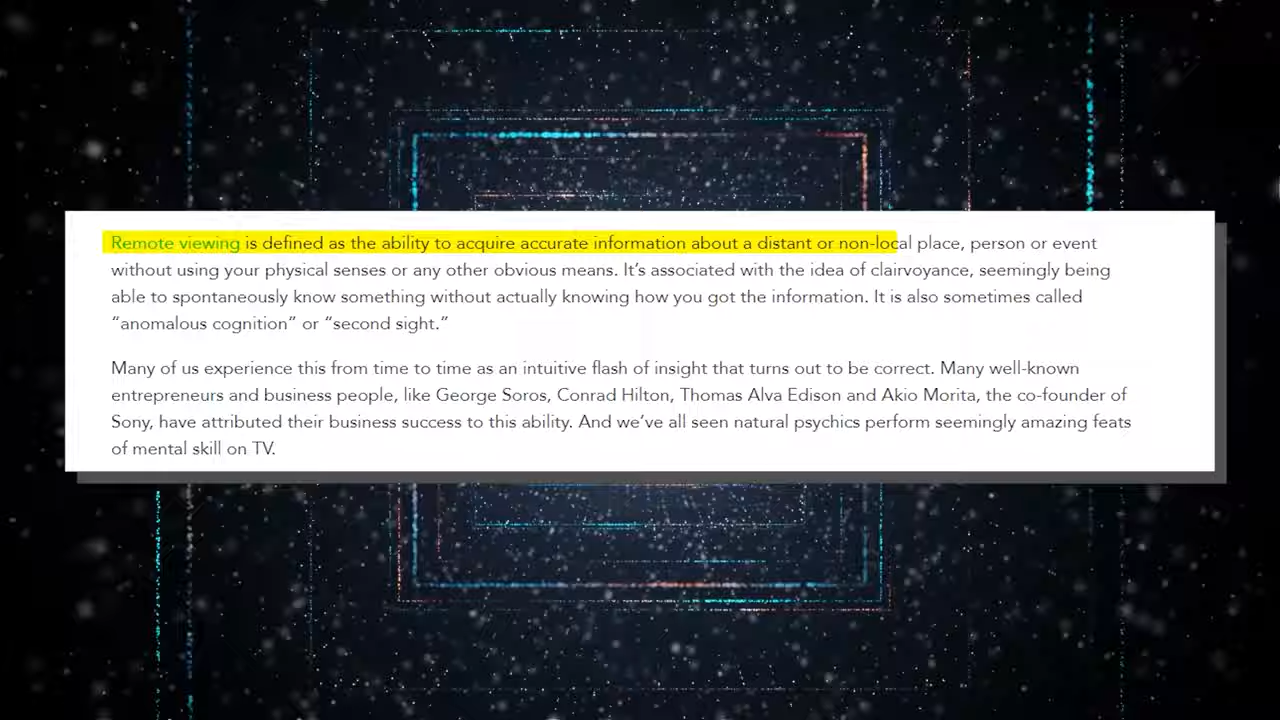 Remote viewing is defined as the ability to acquire accurate information about a distant or non-local place, person or event
without using your physical senses or any other obvious means. It’s associated with the idea of clairvoyance, seemingly being
able to spontaneously know something without actually knowing how you got the information. It is also sometimes called
“anomalous cognition” or “second sight.”
Many of us experience this from time to time as an intuitive flash of insight that turns out to be correct. Many well-known
entrepreneurs and business people, like George Soros, Conrad Hilton, Thomas Alva Edison and Akio Morita, the co-founder of
Sony, have attributed their business success to this ability. And we’ve all seen natural psychics perform seemingly amazing feats
of mental skill on TV.